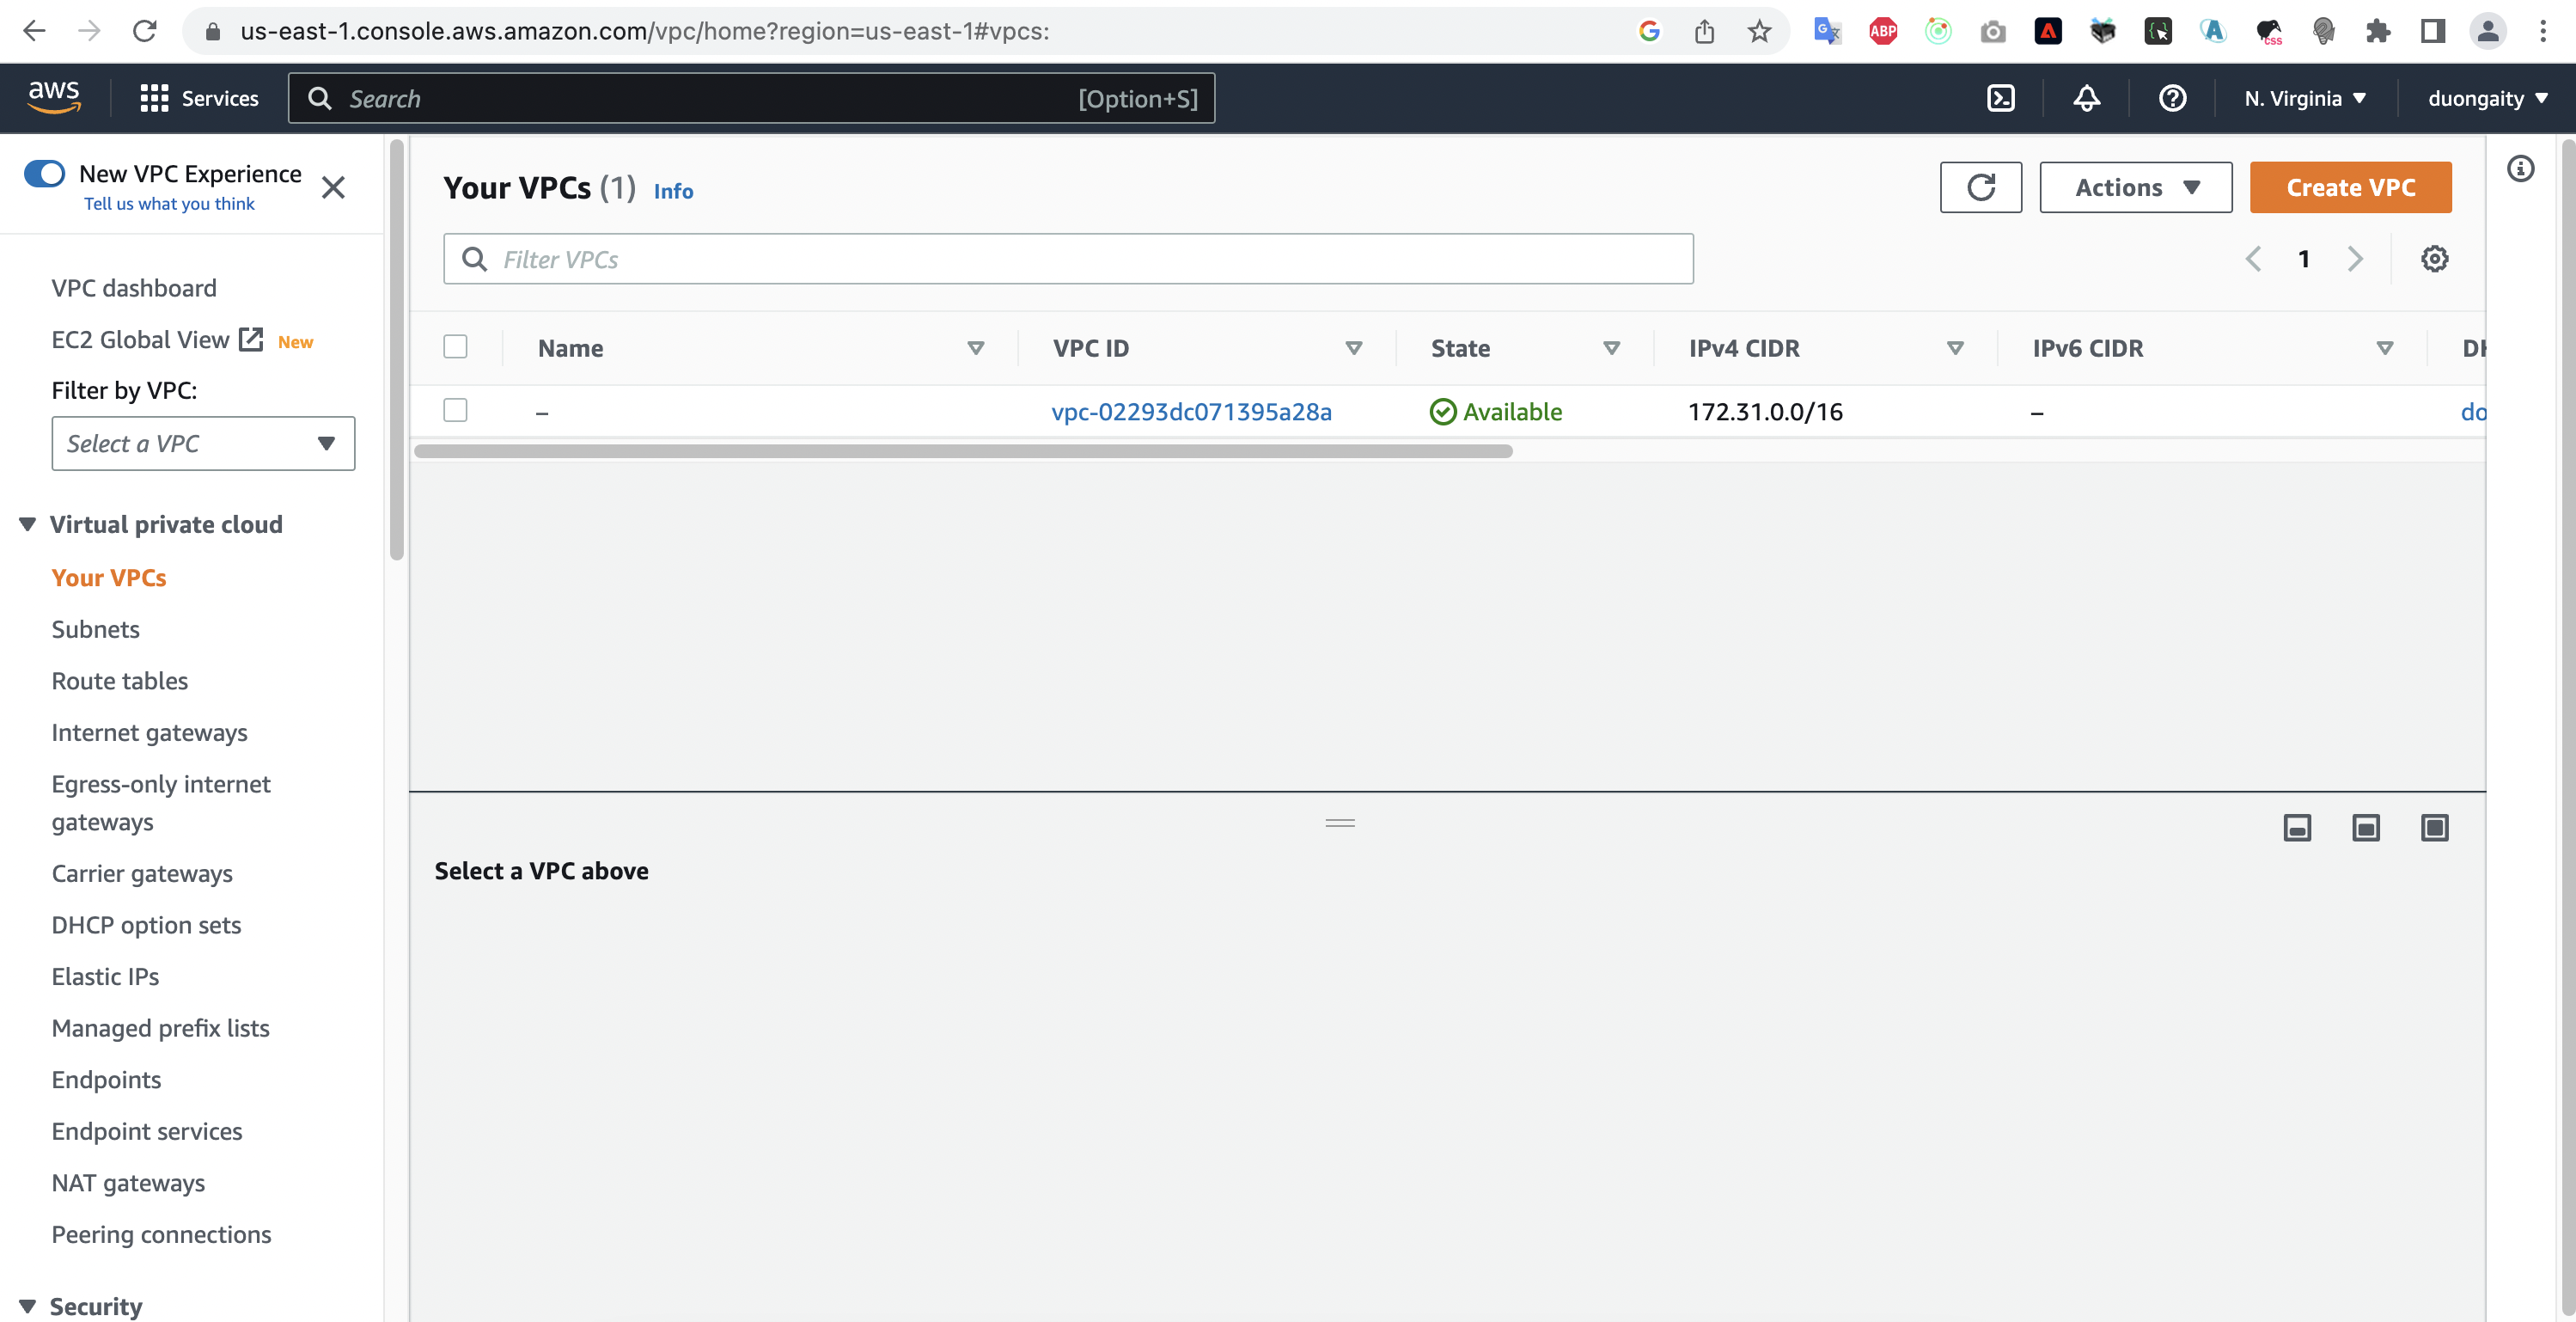 us-east-1.console.aws.amazon.com/vpc/home?region=us-east-1#vpcs:
ABP
css
aws
Services
Search
[Option+S]
N. Virginia
duongaity
New VPC Experience
Tell us what you think
VPC dashboard
EC2 Global View New
Filter by VPC:
Select a VPC
Virtual private cloud
Your VPCs
Subnets
Route tables
Internet gateways
Egress-only internet
gateways
Carrier gateways
DHCP option sets
Elastic IPs
Managed prefix lists
Endpoints
Endpoint services
NAT gateways
Peering connections
Security
Your VPCs (1) Info
Actions
Create VPC
Filter VPCs
1
Name VPC ID State IPv4 CIDR IPv6 CIDR
– vpc-02293dc071395a28a Available 172.31.0.0/16 – do
Select a VPC above